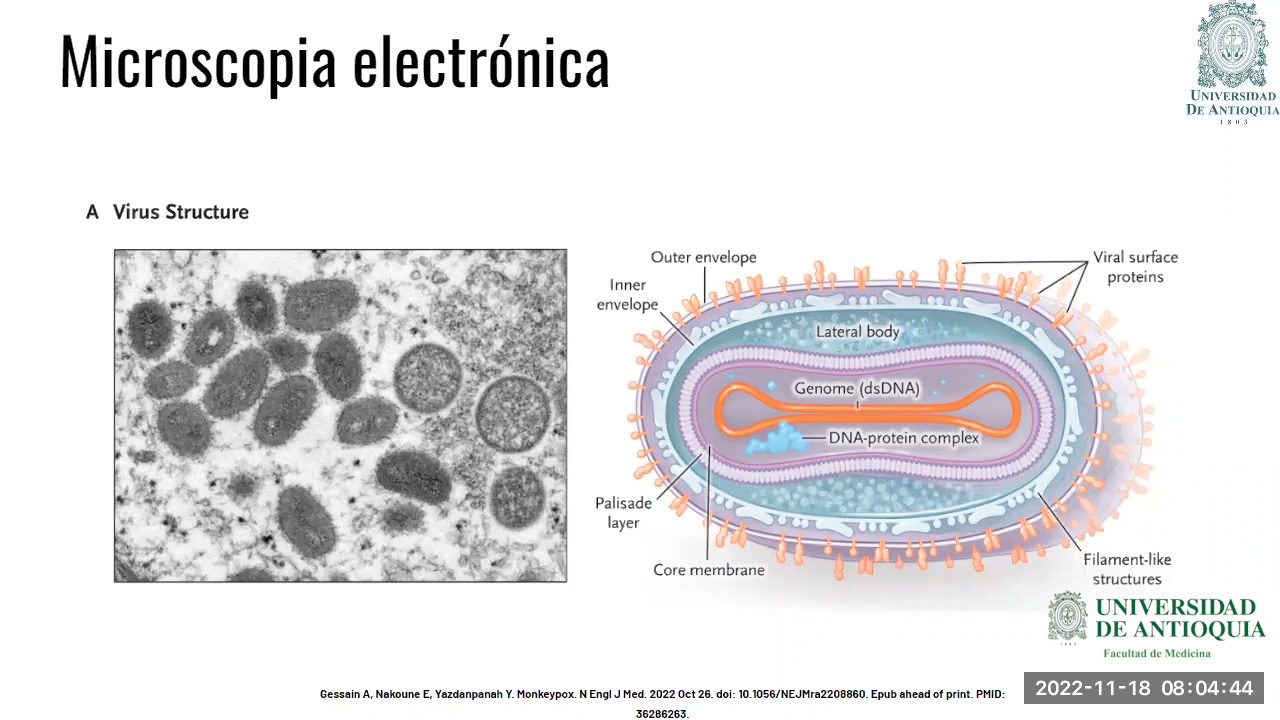 Microscopia electrónica
UNIVERSIDAD
DE ANTIOQUIA
1803
A Virus Structure
Outer envelope
Inner
envelope
Viral surface
proteins
Lateral body
Genome (dsDNA)
DNA-protein complex
Palisade
layer
Core membrane
Filament-like
structures
UNIVERSIDAD
DE ANTIOQUIA
Facultad de Medicina
Gessain A, Nakoune E, Yazdanpanah Y. Monkeypox. N Engl J Med. 2022 Oct 26. doi: 10.1056/NEJMra2208860. Epub ahead of print. PMID:
36286263.
2022-11-18 08:04:44